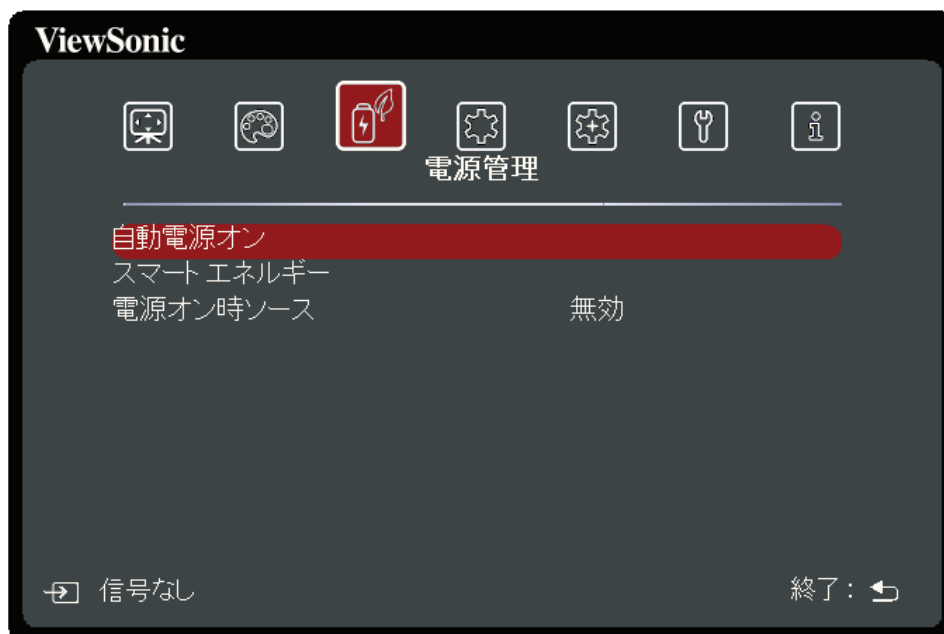 ViewSonic
電源管理
自動電源オン
スマート エネルギー
電源オン時ソース 無効
信号なし 終了: